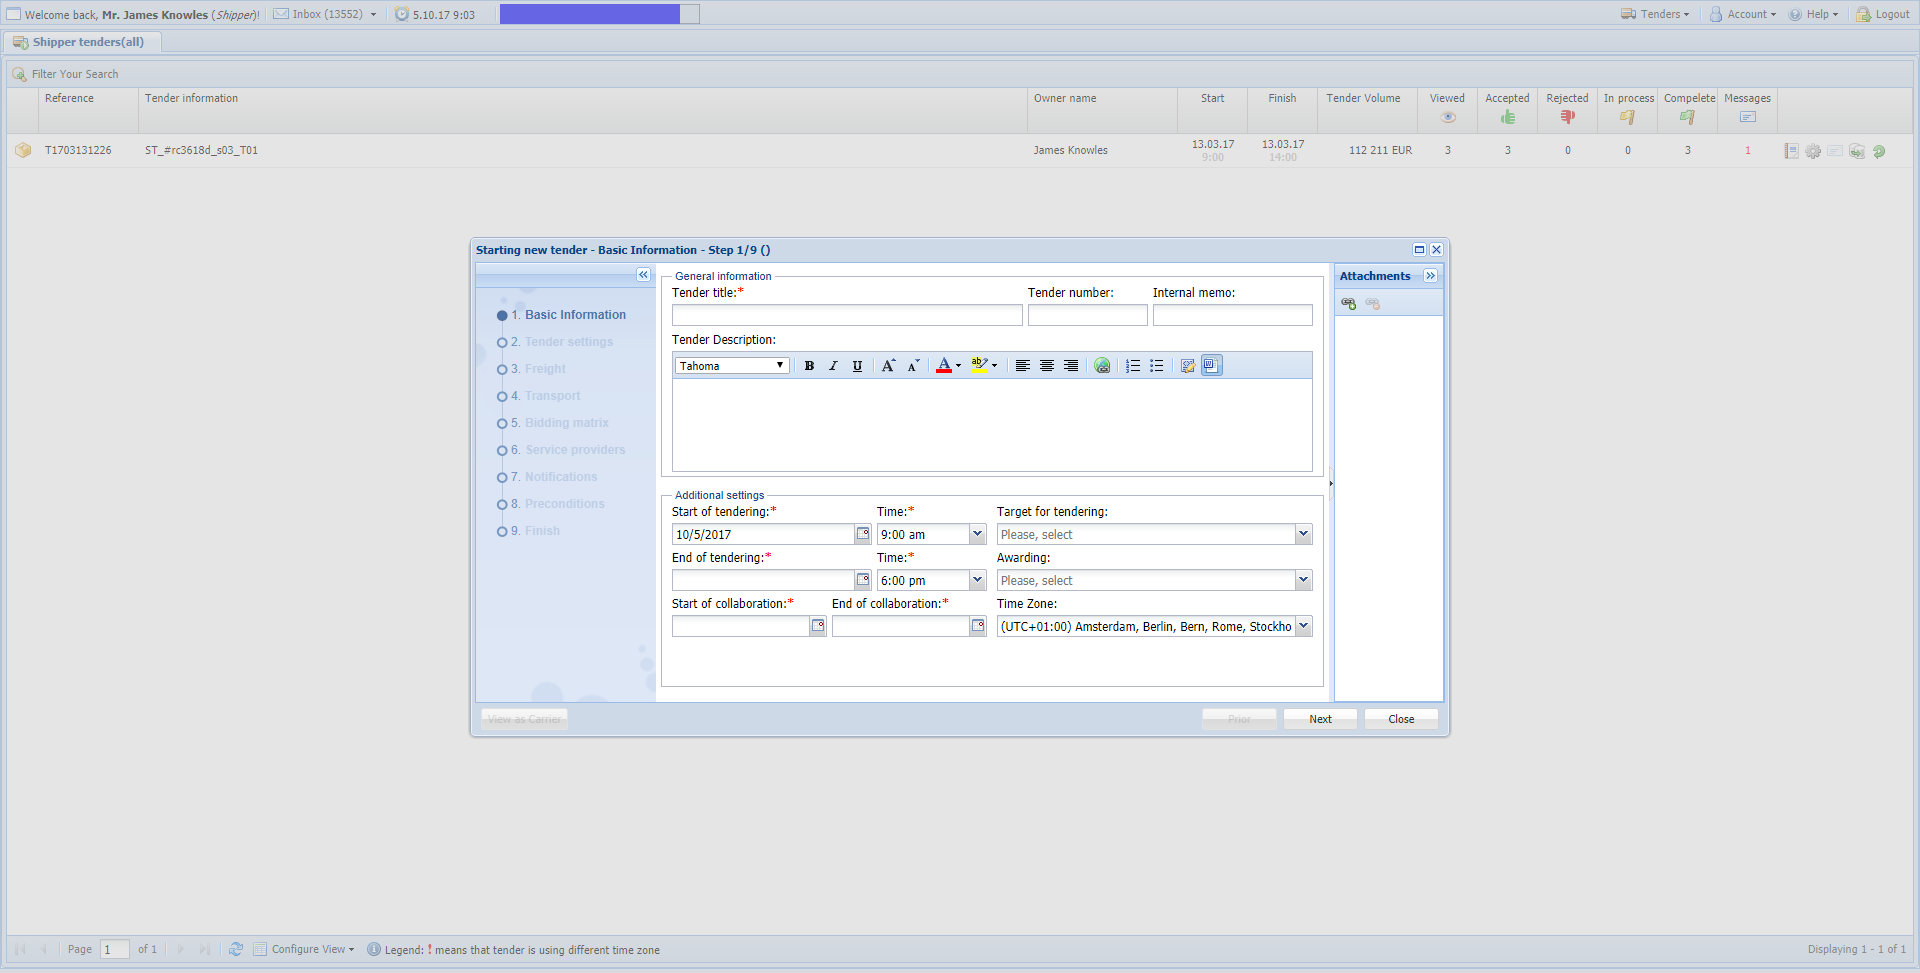 Welcome back, Mr. James Knowles (Shipper)! Inbox (13552) 5.10.17 9:03 Tenders Account Help Logout
Shipper tenders(all)
Filter Your Search
Reference Tender information Owner name Start Finish Tender Volume Viewed Accepted Rejected In process Compelete Messages
T1703131226 ST_#rc3618d_s03_T01 James Knowles 13.03.17 13.03.17 112 211 EUR 3 3 0 0 3 1
9:00 14:00
Starting new tender - Basic Information - Step 1/9 ()
1. Basic Information
2. Tender settings
3. Freight
4. Transport
5. Bidding matrix
6. Service providers
7. Notifications
8. Preconditions
9. Finish
General information
Tender title:* Tender number: Internal memo:
Tender Description:
Tahoma B I U A A A ab
Additional settings
Start of tendering:* Time:* Target for tendering:
10/5/2017 9:00 am Please, select
End of tendering:* Time:* Awarding:
6:00 pm Please, select
Start of collaboration:* End of collaboration:* Time Zone:
(UTC+01:00) Amsterdam, Berlin, Bern, Rome, Stockho
Attachments
View as Carrier Prior Next Close
Page 1 of 1 Configure View Legend: ! means that tender is using different time zone Displaying 1 - 1 of 1